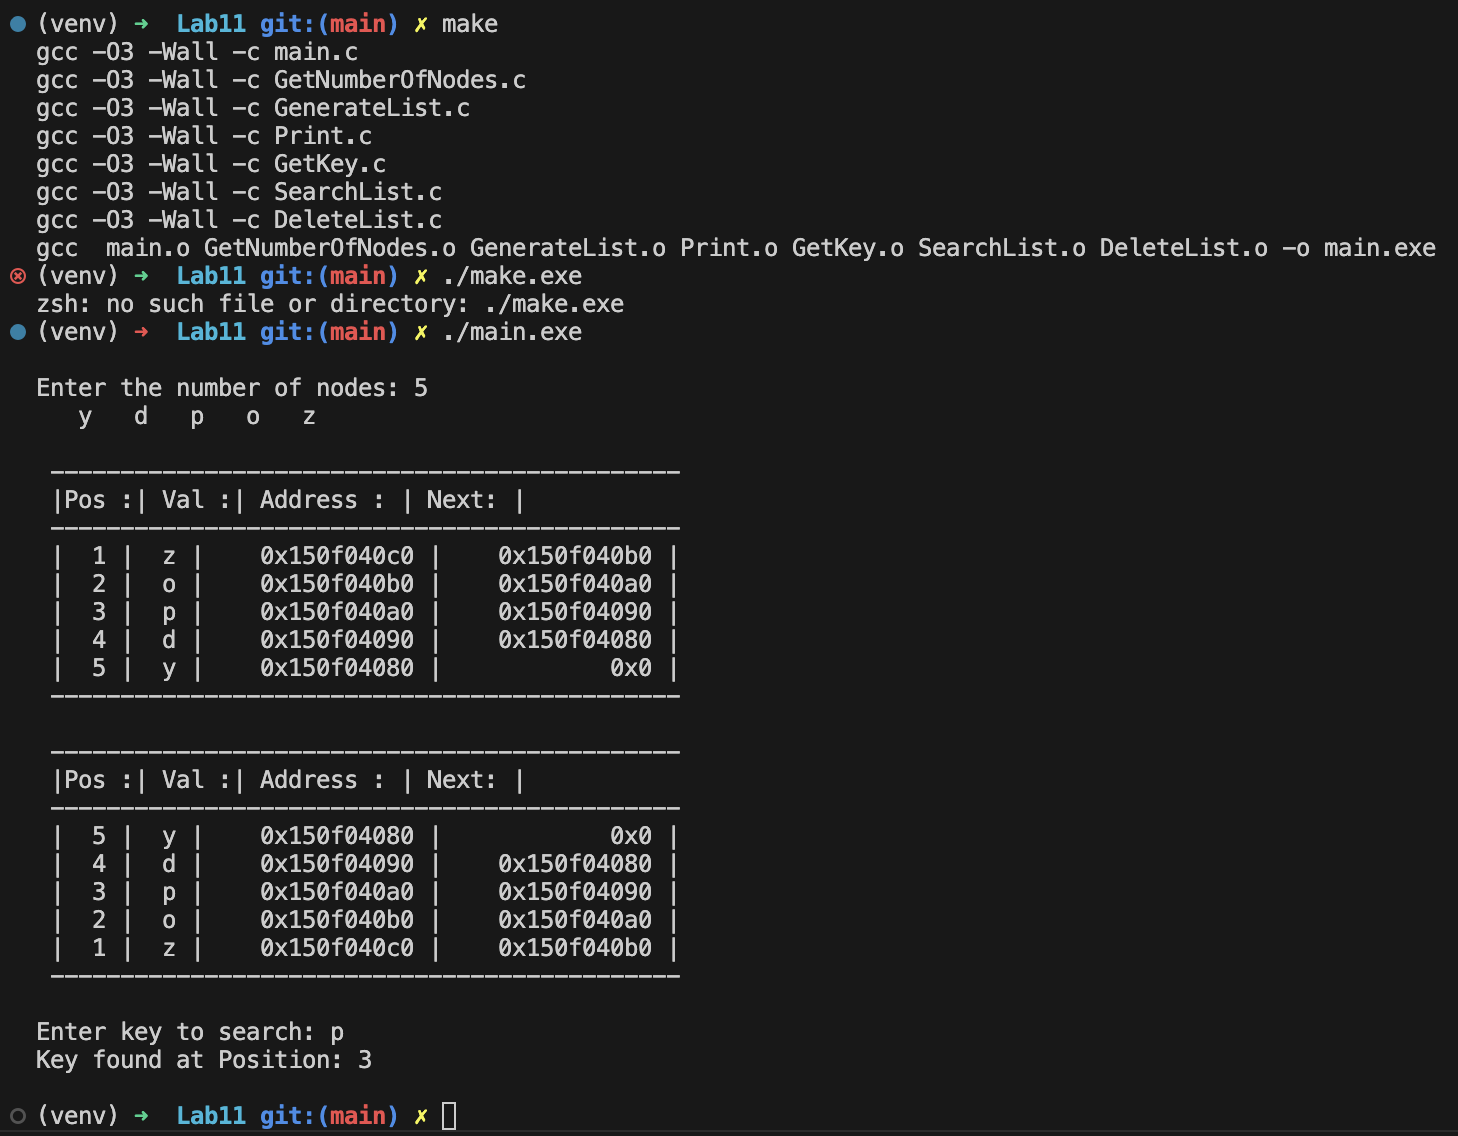 (venv) ➜  Lab11 git:(main) ✗ make
gcc -O3 -Wall -c main.c
gcc -O3 -Wall -c GetNumberOfNodes.c
gcc -O3 -Wall -c GenerateList.c
gcc -O3 -Wall -c Print.c
gcc -O3 -Wall -c GetKey.c
gcc -O3 -Wall -c SearchList.c
gcc -O3 -Wall -c DeleteList.c
gcc  main.o GetNumberOfNodes.o GenerateList.o Print.o GetKey.o SearchList.o DeleteList.o -o main.exe
(venv) ➜  Lab11 git:(main) ✗ ./make.exe
zsh: no such file or directory: ./make.exe
(venv) ➜  Lab11 git:(main) ✗ ./main.exe
Enter the number of nodes: 5
   y   d   p   o   z
 ---------------------------------------------
 |Pos :| Val :| Address : | Next: |
 ---------------------------------------------
 |  1 |  z |    0x150f040c0 |    0x150f040b0 |
 |  2 |  o |    0x150f040b0 |    0x150f040a0 |
 |  3 |  p |    0x150f040a0 |    0x150f04090 |
 |  4 |  d |    0x150f04090 |    0x150f04080 |
 |  5 |  y |    0x150f04080 |            0x0 |
 ---------------------------------------------
 ---------------------------------------------
 |Pos :| Val :| Address : | Next: |
 ---------------------------------------------
 |  5 |  y |    0x150f04080 |            0x0 |
 |  4 |  d |    0x150f04090 |    0x150f04080 |
 |  3 |  p |    0x150f040a0 |    0x150f04090 |
 |  2 |  o |    0x150f040b0 |    0x150f040a0 |
 |  1 |  z |    0x150f040c0 |    0x150f040b0 |
 ---------------------------------------------
Enter key to search: p
Key found at Position: 3
(venv) ➜  Lab11 git:(main) ✗